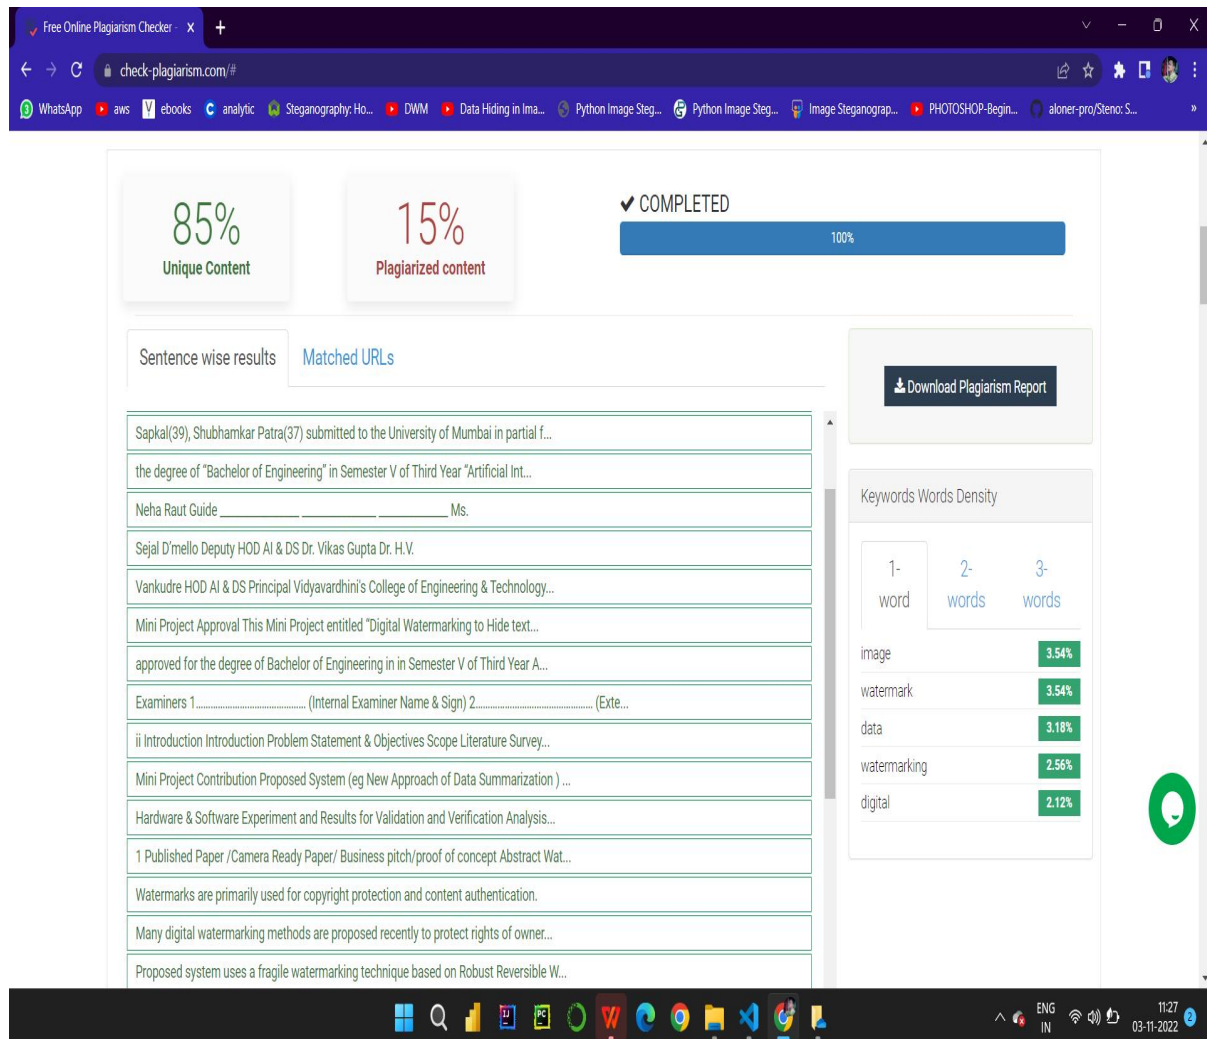 Free Online Plagiarism Checker -
check-plagiarism.com/#
WhatsApp aws ebooks analytic Steganography: Ho... DWM Data Hiding in Ima... Python Image Steg... Python Image Steg... Image Steganograp... PHOTOSHOP-Begin... aloner-pro/Steno: S... »
85%
Unique Content
15%
Plagiarized content
COMPLETED
100%
Sentence wise results Matched URLs
Download Plagiarism Report
Sapkal(39), Shubhamkar Patra(37) submitted to the University of Mumbai in partial f...
the degree of “Bachelor of Engineering” in Semester V of Third Year “Artificial Int...
Neha Raut Guide ______________ _____________ ____________ Ms.
Sejal D'mello Deputy HOD AI & DS Dr. Vikas Gupta Dr. H.V.
Vankudre HOD AI & DS Principal Vidyavardhini's College of Engineering & Technology...
Mini Project Approval This Mini Project entitled “Digital Watermarking to Hide text...
approved for the degree of Bachelor of Engineering in in Semester V of Third Year A...
Examiners 1.............................................. (Internal Examiner Name & Sign) 2................................................. (Exte...
ii Introduction Introduction Problem Statement & Objectives Scope Literature Survey...
Mini Project Contribution Proposed System (eg New Approach of Data Summarization ) ...
Hardware & Software Experiment and Results for Validation and Verification Analysis...
1 Published Paper /Camera Ready Paper/ Business pitch/proof of concept Abstract Wat...
Watermarks are primarily used for copyright protection and content authentication.
Many digital watermarking methods are proposed recently to protect rights of owner...
Proposed system uses a fragile watermarking technique based on Robust Reversible W...
Keywords Words Density
1-word 2-words 3-words
image 3.54%
watermark 3.54%
data 3.18%
watermarking 2.56%
digital 2.12%
ENG
IN
11:27
03-11-2022
2